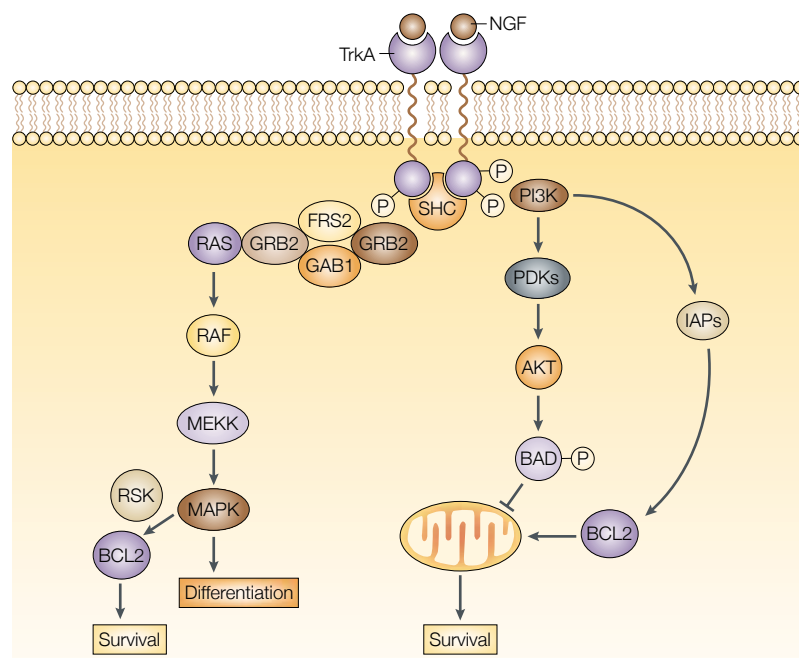 NGF
TrkA
P
P
P
SHC
PI3K
FRS2
RAS
GRB2
GRB2
GAB1
PDKs
IAPs
RAF
AKT
MEKK
BAD
P
RSK
MAPK
BCL2
BCL2
Differentiation
Survival
Survival